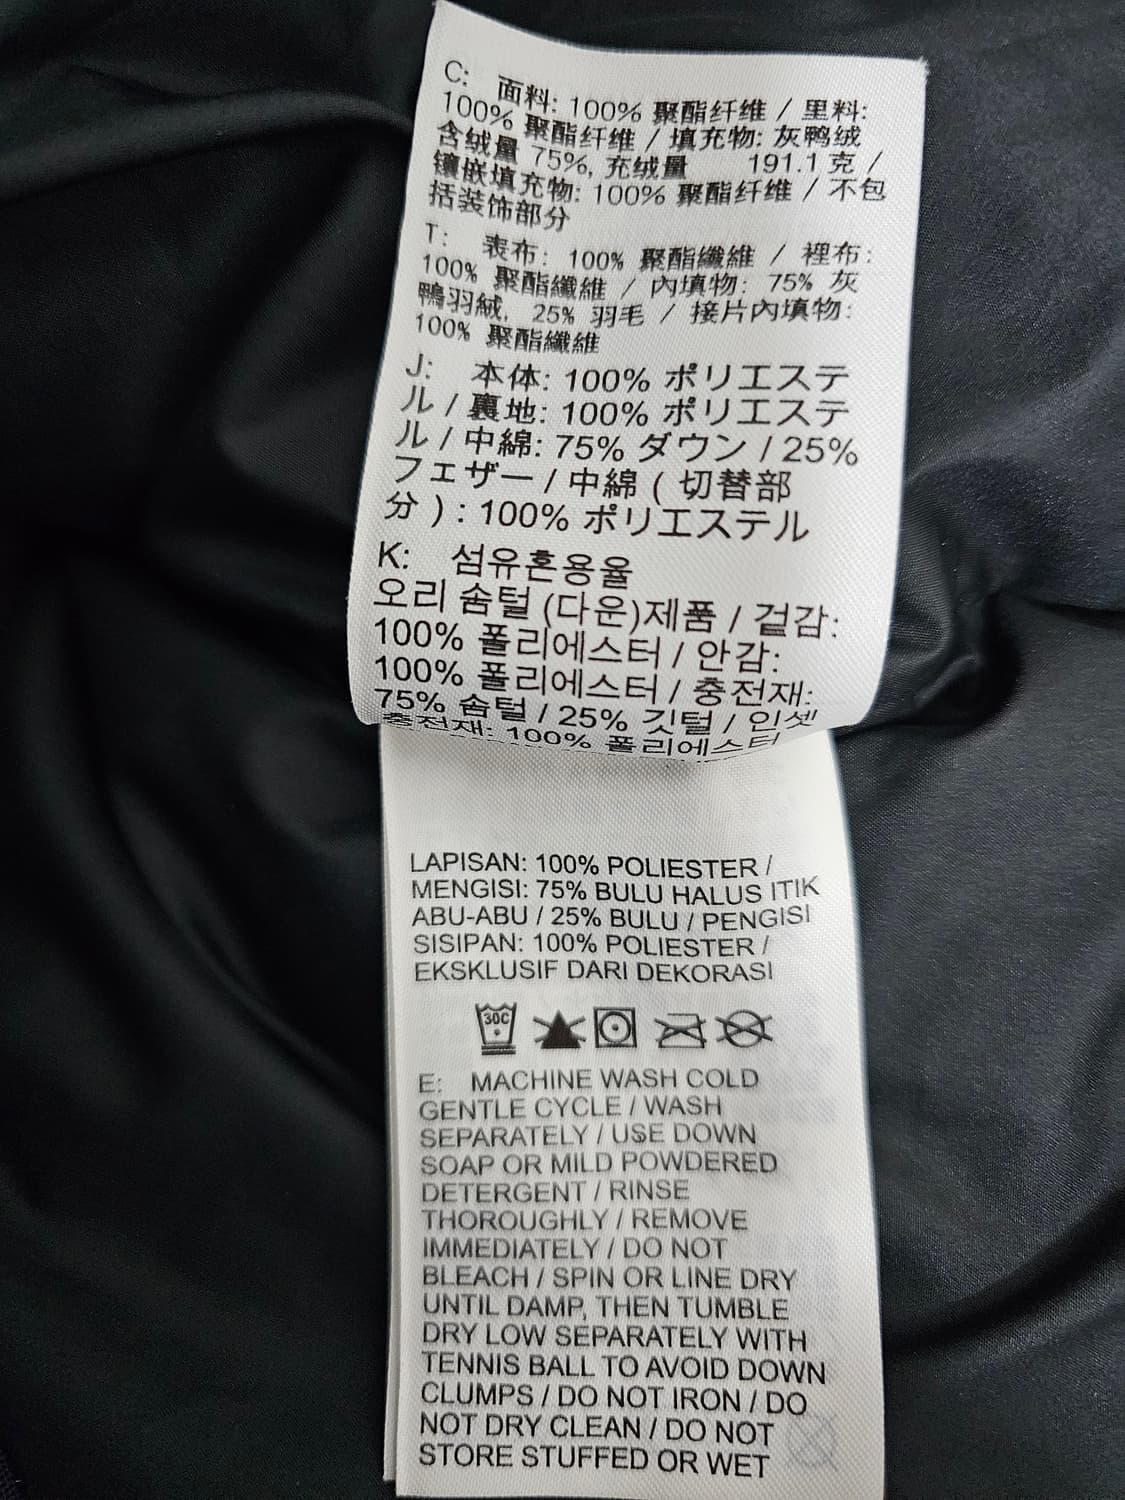 C: 面料: 100% 聚酯纤维 / 里料:
100% 聚酯纤维 / 填充物: 灰鸭绒
含绒量 75%, 充绒量 191.1 克 /
镶嵌填充物: 100% 聚酯纤维 / 不包
括装饰部分
T: 表布: 100% 聚酯纖維 / 裡布:
100% 聚酯纖維 / 內填物: 75% 灰
鴨羽絨, 25% 羽毛 / 接片內填物:
100% 聚酯纖維
J: 本体: 100% ポリエステ
ル / 裏地: 100% ポリエステ
ル / 中綿: 75% ダウン / 25%
フェザー / 中綿 ( 切替部
分 ) : 100% ポリエステル
K: 섬유혼용율
오리 솜털 (다운)제품 / 겉감:
100% 폴리에스터 / 안감:
100% 폴리에스터 / 충전재:
75% 솜털 / 25% 깃털 / 인셋
충전재: 100% 폴리에스터
LAPISAN: 100% POLIESTER /
MENGISI: 75% BULU HALUS ITIK
ABU-ABU / 25% BULU / PENGISI
SISIPAN: 100% POLIESTER /
EKSKLUSIF DARI DEKORASI
30C
E: MACHINE WASH COLD
GENTLE CYCLE / WASH
SEPARATELY / USE DOWN
SOAP OR MILD POWDERED
DETERGENT / RINSE
THOROUGHLY / REMOVE
IMMEDIATELY / DO NOT
BLEACH / SPIN OR LINE DRY
UNTIL DAMP, THEN TUMBLE
DRY LOW SEPARATELY WITH
TENNIS BALL TO AVOID DOWN
CLUMPS / DO NOT IRON / DO
NOT DRY CLEAN / DO NOT
STORE STUFFED OR WET